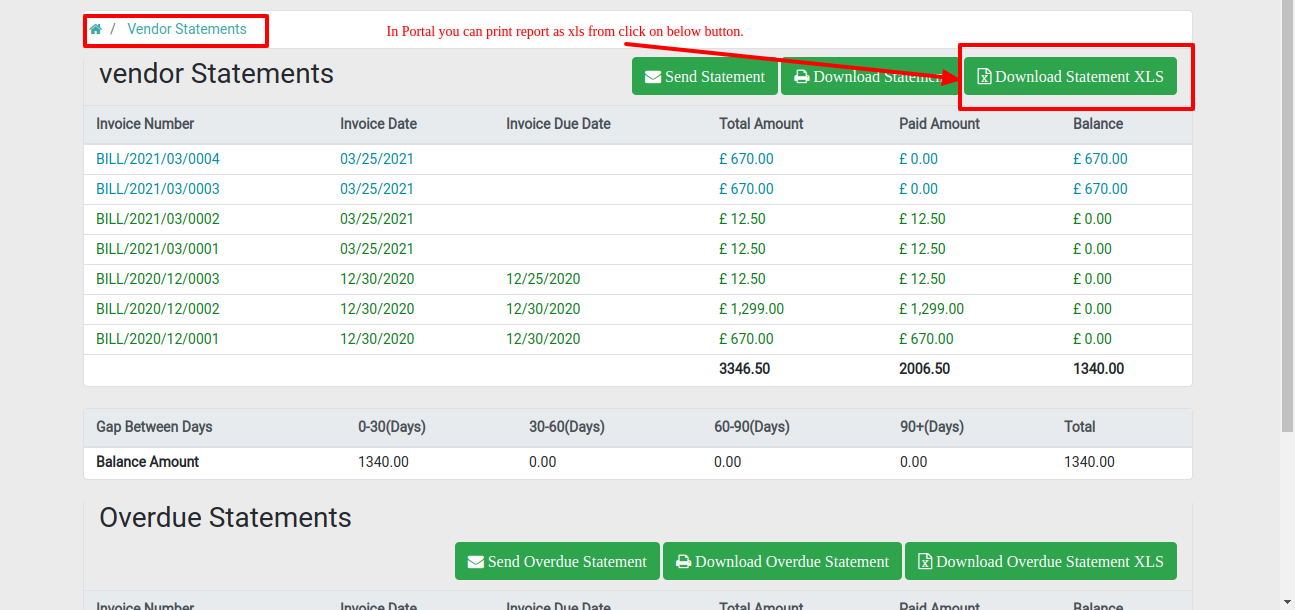 / Vendor Statements
In Portal you can print report as xls from click on below button.
vendor Statements
Send Statement Download Statement Download Statement XLS
Invoice Number Invoice Date Invoice Due Date Total Amount Paid Amount Balance
BILL/2021/03/0004 03/25/2021 £ 670.00 £ 0.00 £ 670.00
BILL/2021/03/0003 03/25/2021 £ 670.00 £ 0.00 £ 670.00
BILL/2021/03/0002 03/25/2021 £ 12.50 £ 12.50 £ 0.00
BILL/2021/03/0001 03/25/2021 £ 12.50 £ 12.50 £ 0.00
BILL/2020/12/0003 12/30/2020 12/25/2020 £ 12.50 £ 12.50 £ 0.00
BILL/2020/12/0002 12/30/2020 12/30/2020 £ 1,299.00 £ 1,299.00 £ 0.00
BILL/2020/12/0001 12/30/2020 12/30/2020 £ 670.00 £ 670.00 £ 0.00
3346.50 2006.50 1340.00
Gap Between Days 0-30(Days) 30-60(Days) 60-90(Days) 90+(Days) Total
Balance Amount 1340.00 0.00 0.00 0.00 1340.00
Overdue Statements
Send Overdue Statement Download Overdue Statement Download Overdue Statement XLS
Invoice Number Invoice Date Invoice Due Date Total Amount Paid Amount Balance